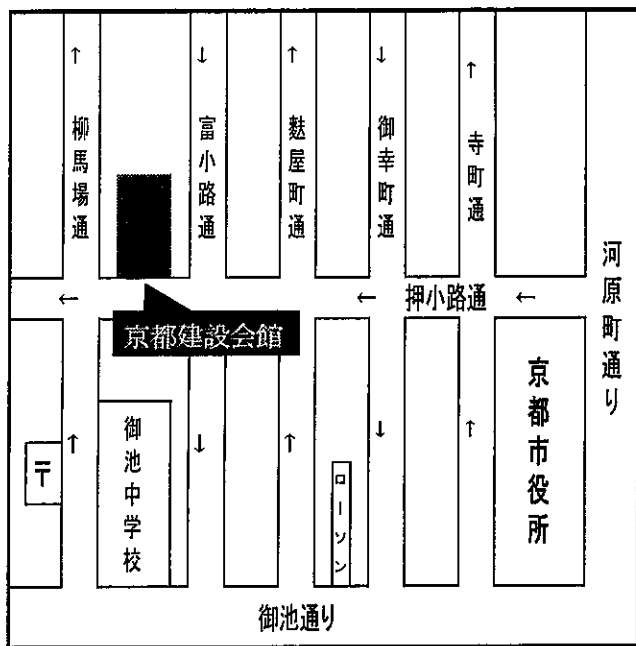 ↑
↓
↑
↓
↑
柳馬場通
富小路通
麩屋町通
御幸町通
寺町通
河原町通り
←
←
押小路通
←
京都建設会館
京都市役所
↑
↓
↑
↓
↑
〒
御池中学校
ローソン
御池通り